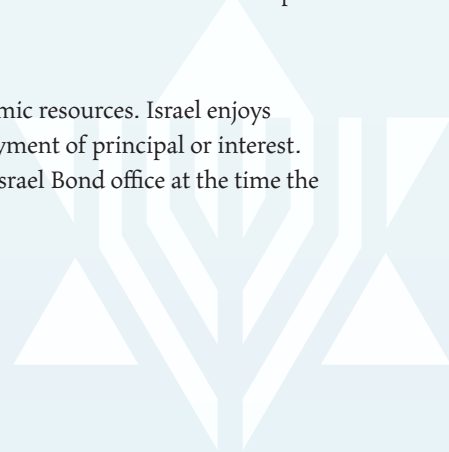 mic resources. Israel enjoys
yment of principal or interest.
srael Bond office at the time the